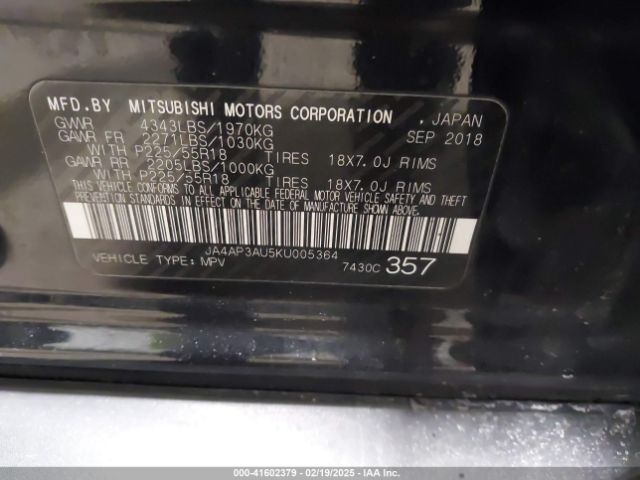 MFD.BY MITSUBISHI MOTORS CORPORATION , JAPAN
GVWR 4343LBS/1970KG SEP 2018
GAWR FR 2271LBS/1030KG
WITH P225/55R18 TIRES 18X7.0J RIMS
GAWR RR 2205LBS/1000KG
WITH P225/55R18 TIRES 18X7.0J RIMS
THIS VEHICLE CONFORMS TO ALL APPLICABLE FEDERAL MOTOR VEHICLE SAFETY
STANDARDS IN EFFECT ON THE DATE OF MANUFACTURE SHOWN ABOVE.
JA4AP3AU5KU005364
VEHICLE TYPE: MPV 7430C 357
000-41602379 | 02/19/2025 | IAA Inc.